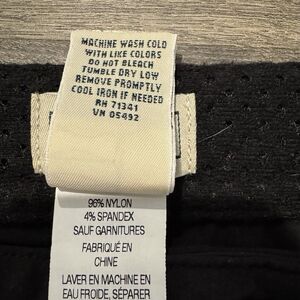 MACHINE WASH COLD
WITH LIKE COLORS
DO NOT BLEACH
TUMBLE DRY LOW
REMOVE PROMPTLY
COOL IRON IF NEEDED
RN 71341
VN 05492
96% NYLON
4% SPANDEX
SAUF GARNITURES
FABRIQUÉ EN
CHINE
LAVER EN MACHINE EN
EAU FROIDE, SÉPARER